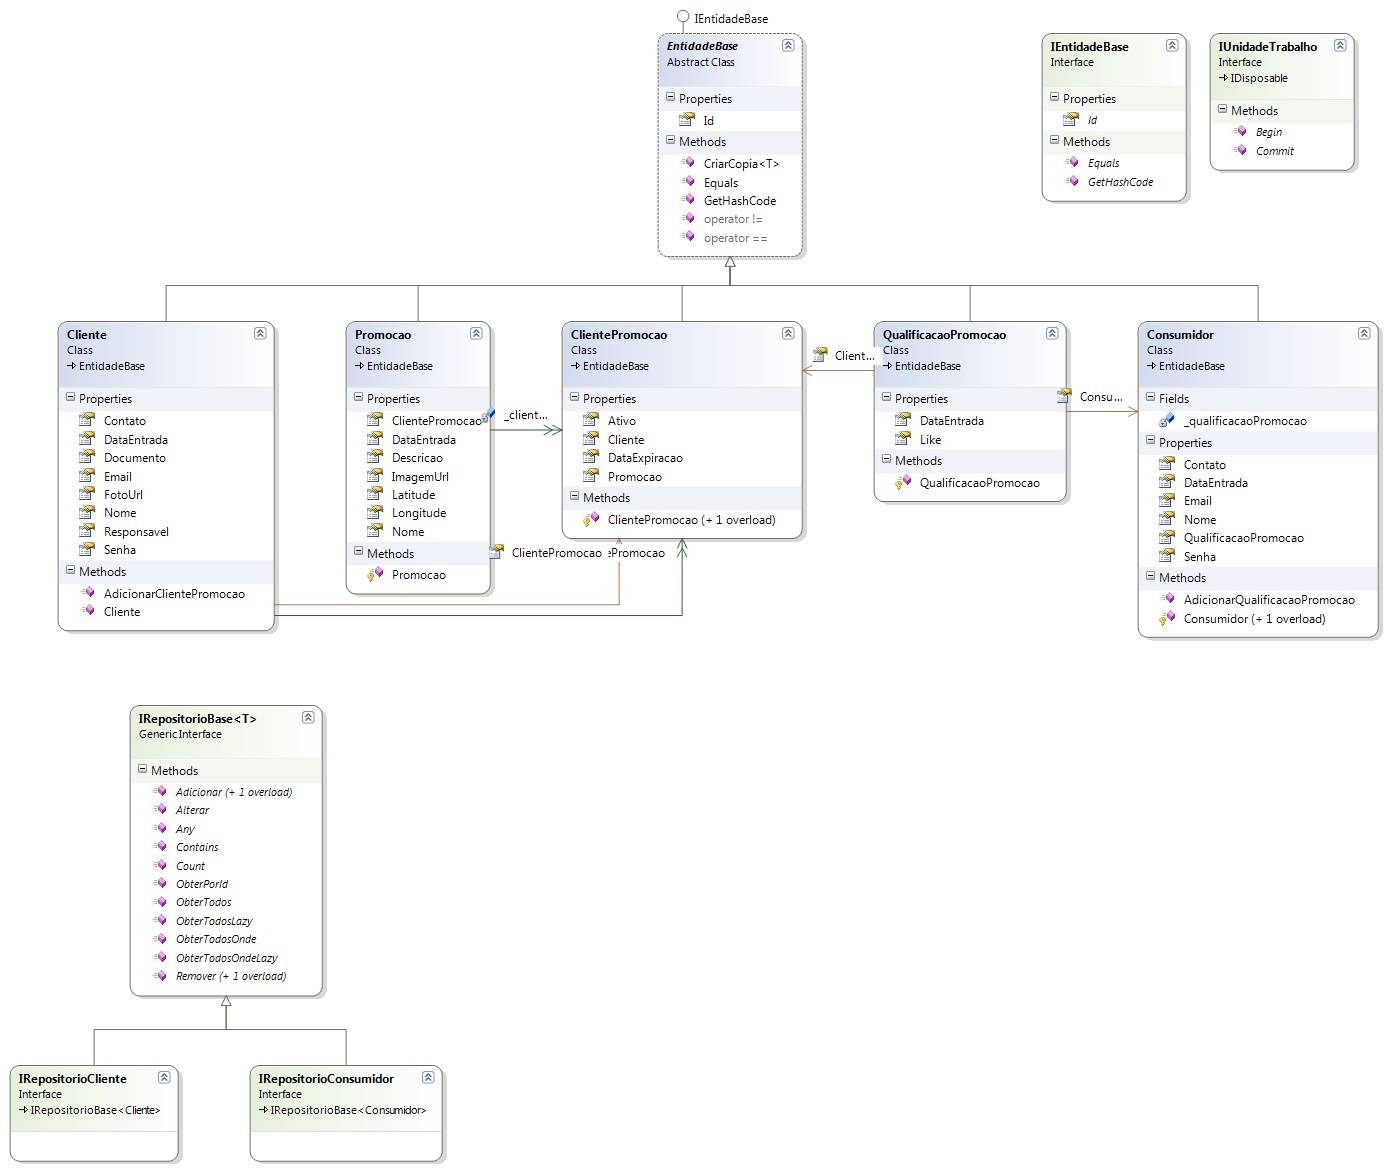 IEntidadeBase
EntidadeBase
Abstract Class
Properties
Id
Methods
CriarCopia<T>
Equals
GetHashCode
operator !=
operator ==
IEntidadeBase
Interface
Properties
Id
Methods
Equals
GetHashCode
IUnidadeTrabalho
Interface
IDisposable
Methods
Begin
Commit
Cliente
Class
EntidadeBase
Properties
Contato
DataEntrada
Documento
Email
FotoUrl
Nome
Responsavel
Senha
Methods
AdicionarClientePromocao
Cliente
Promocao
Class
EntidadeBase
Properties
ClientePromocao
DataEntrada
Descricao
ImagemUrl
Latitude
Longitude
Nome
Methods
Promocao
_client...
ClientePromocao
ePromocao
ClientePromocao
Class
EntidadeBase
Properties
Ativo
Cliente
DataExpiracao
Promocao
Methods
ClientePromocao (+ 1 overload)
Client...
QualificacaoPromocao
Class
EntidadeBase
Properties
DataEntrada
Like
Methods
QualificacaoPromocao
Consu...
Consumidor
Class
EntidadeBase
Fields
_qualificacaoPromocao
Properties
Contato
DataEntrada
Email
Nome
QualificacaoPromocao
Senha
Methods
AdicionarQualificacaoPromocao
Consumidor (+ 1 overload)
IRepositorioBase<T>
Generic Interface
Methods
Adicionar (+ 1 overload)
Alterar
Any
Contains
Count
ObterPorId
ObterTodos
ObterTodosLazy
ObterTodosOnde
ObterTodosOndeLazy
Remover (+ 1 overload)
IRepositorioCliente
Interface
IRepositorioBase<Cliente>
IRepositorioConsumidor
Interface
IRepositorioBase<Consumidor>